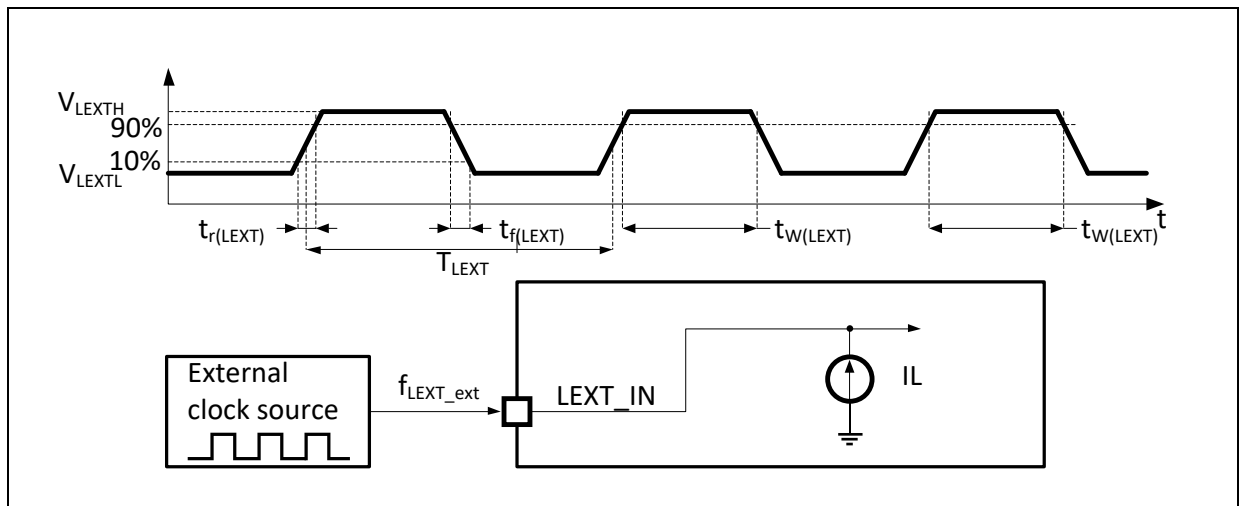 V_LEXTH
90%
10%
V_LEXTL
t
t_r(LEXT)
t_f(LEXT)
t_W(LEXT)
t_W(LEXT)
T_LEXT
External
clock source
f_LEXT_ext
LEXT_IN
IL